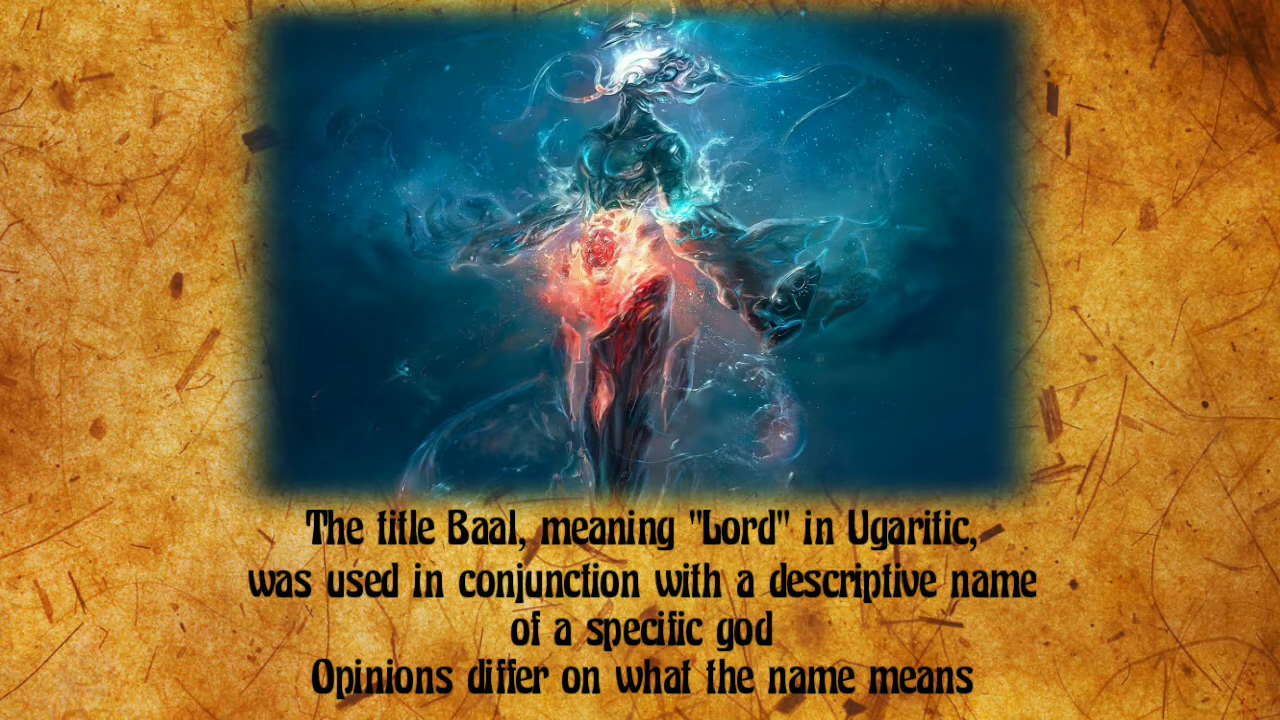 The title Baal, meaning "Lord" in Ugaritic,
was used in conjunction with a descriptive name
of a specific god
Opinions differ on what the name means